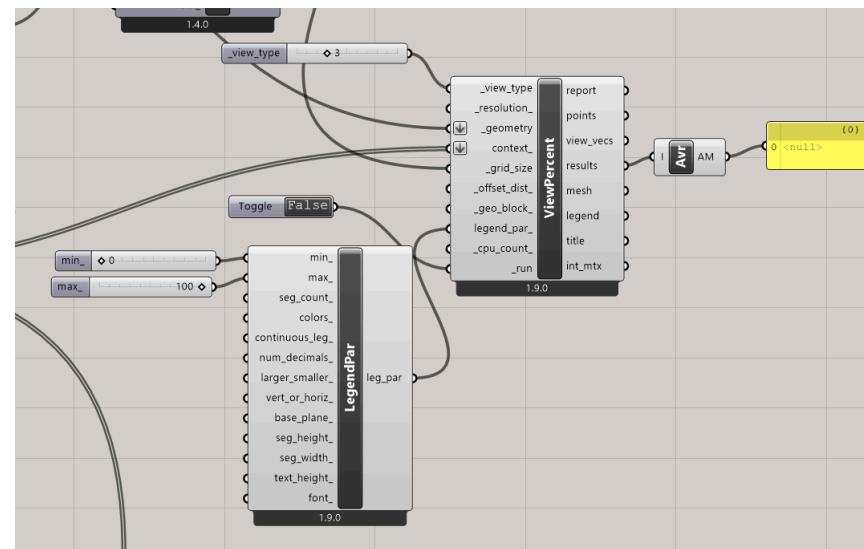 1.4.0
_view_type
3
_view_type
_resolution_
_geometry
context_
_grid_size
_offset_dist_
_geo_block_
legend_par_
_cpu_count_
_run
ViewPercent
report
points
view_vecs
results
mesh
legend
title
int_mtx
1.9.0
I
Avr
AM
{0}
0 <null>
Toggle False
min_ 0
max_ 100
min_
max_
seg_count_
colors_
continuous_leg_
num_decimals_
larger_smaller_
vert_or_horiz_
base_plane_
seg_height_
seg_width_
text_height_
font_
LegendPar
leg_par
1.9.0